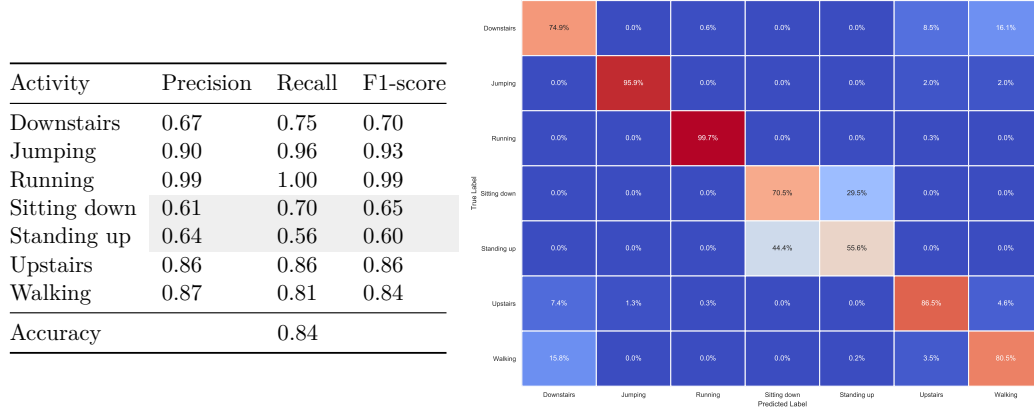 Activity Precision Recall F1-score
Downstairs 0.67 0.75 0.70
Jumping 0.90 0.96 0.93
Running 0.99 1.00 0.99
Sitting down 0.61 0.70 0.65
Standing up 0.64 0.56 0.60
Upstairs 0.86 0.86 0.86
Walking 0.87 0.81 0.84
Accuracy 0.84
True Label
Downstairs 74.9% 0.0% 0.6% 0.0% 0.0% 8.5% 16.1%
Jumping 0.0% 95.9% 0.0% 0.0% 0.0% 2.0% 2.0%
Running 0.0% 0.0% 99.7% 0.0% 0.0% 0.3% 0.0%
Sitting down 0.0% 0.0% 0.0% 70.5% 29.5% 0.0% 0.0%
Standing up 0.0% 0.0% 0.0% 44.4% 55.6% 0.0% 0.0%
Upstairs 7.4% 1.3% 0.3% 0.0% 0.0% 86.5% 4.6%
Walking 15.8% 0.0% 0.0% 0.0% 0.2% 3.5% 80.5%
Downstairs Jumping Running Sitting down Standing up Upstairs Walking
Predicted Label